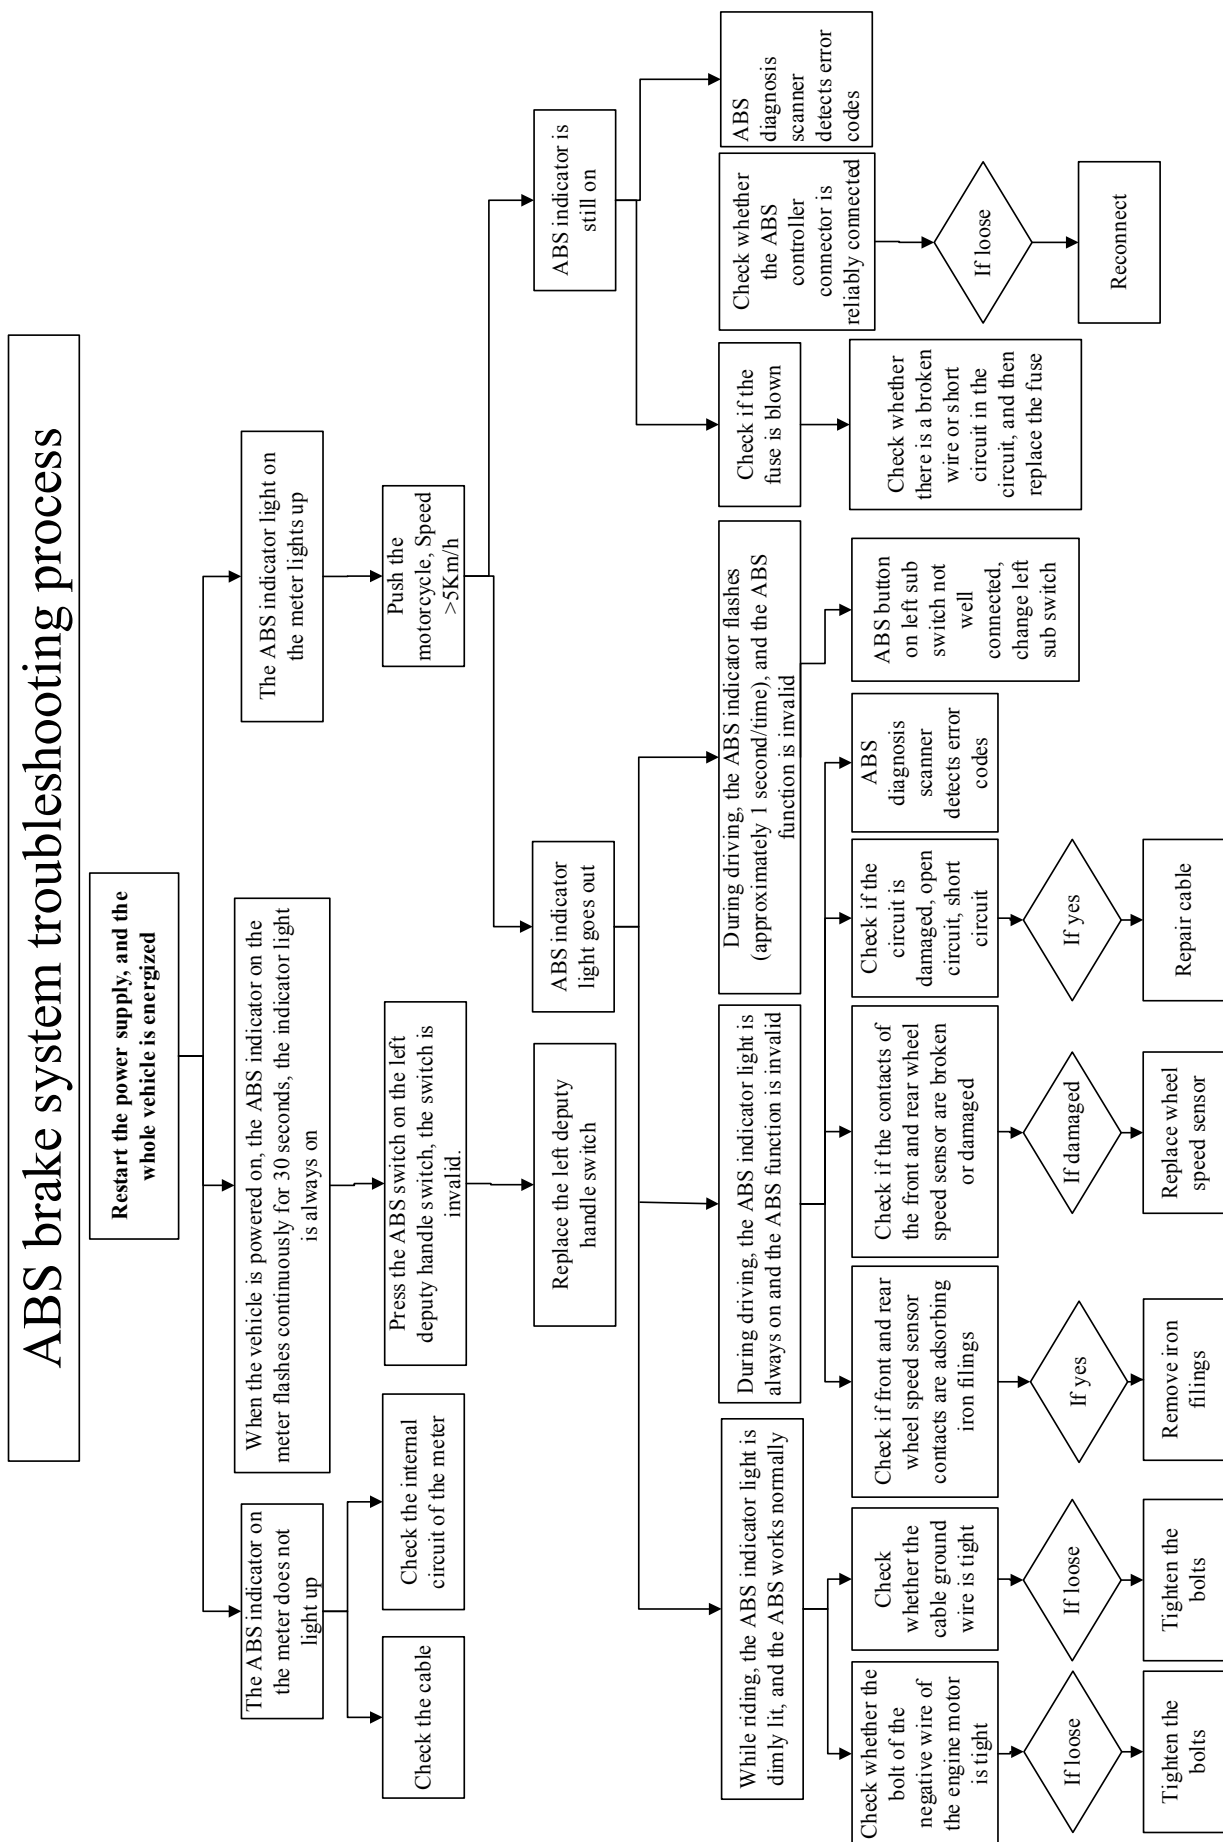 ABS brake system troubleshooting process
Restart the power supply, and the
whole vehicle is energized
The ABS indicator on
the meter does not
light up
When the vehicle is powered on, the ABS indicator on the
meter flashes continuously for 30 seconds, the indicator light
is always on
The ABS indicator light on
the meter lights up
Check the cable
Check the internal
circuit of the meter
Press the ABS switch on the left
deputy handle switch, the switch is
invalid.
Push the
motorcycle, Speed
>5Km/h
Replace the left deputy
handle switch
ABS indicator
light goes out
ABS indicator is
still on
While riding, the ABS indicator light is
dimly lit, and the ABS works normally
During driving, the ABS indicator light is
always on and the ABS function is invalid
During driving, the ABS indicator flashes
(approximately 1 second/time), and the ABS
function is invalid
Check if the
fuse is blown
Check whether
the ABS
controller
connector is
reliably connected
ABS
diagnosis
scanner
detects error
codes
Check whether the
bolt of the
negative wire of
the engine motor
is tight
Check
whether the
cable ground
wire is tight
Check if front and rear
wheel speed sensor
contacts are adsorbing
iron filings
Check if the contacts of
the front and rear wheel
speed sensor are broken
or damaged
Check if the
circuit is
damaged, open
circuit, short
circuit
ABS
diagnosis
scanner
detects error
codes
ABS button
on left sub
switch not
well
connected,
change left
sub switch
Check whether
there is a broken
wire or short
circuit in the
circuit, and then
replace the fuse
If loose
If loose
If loose
If yes
If damaged
If yes
Reconnect
Tighten the
bolts
Tighten the
bolts
Remove iron
filings
Replace wheel
speed sensor
Repair cable